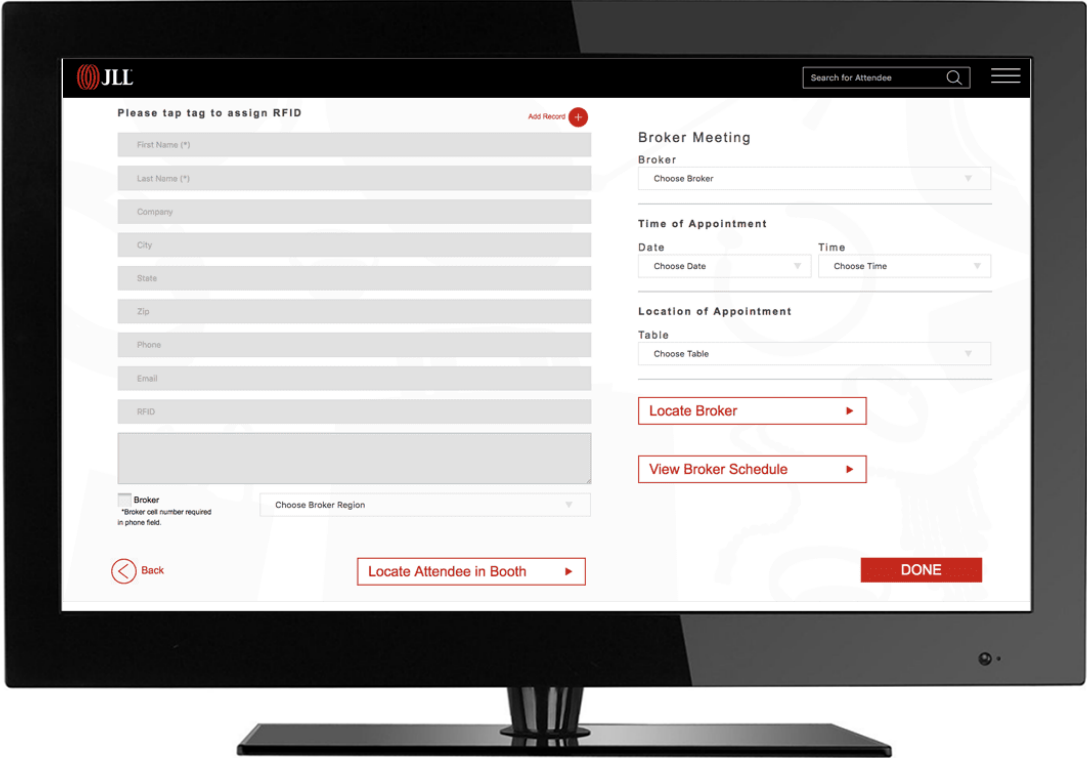 JLL
Search for Attendee
Please tap tag to assign RFID
Add Record
First Name (*)
Last Name (*)
Company
City
State
Zip
Phone
Email
RFID
Broker
*Broker cell number required
in phone field.
Choose Broker Region
Back
Locate Attendee in Booth
Broker Meeting
Broker
Choose Broker
Time of Appointment
Date
Time
Choose Date
Choose Time
Location of Appointment
Table
Choose Table
Locate Broker
View Broker Schedule
DONE